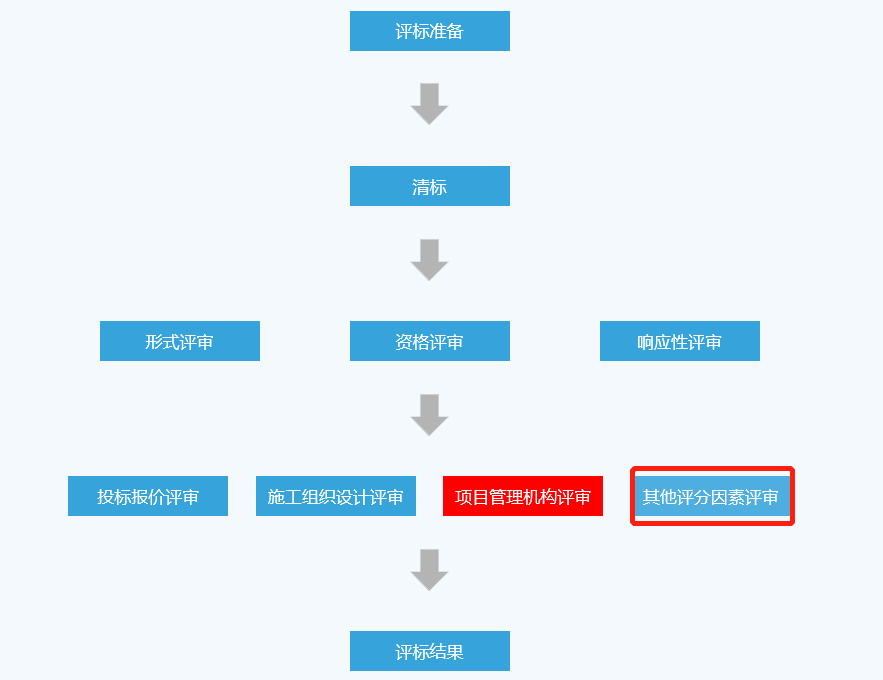 评标准备
清标
形式评审
资格评审
响应性评审
投标报价评审
施工组织设计评审
项目管理机构评审
其他评分因素评审
评标结果